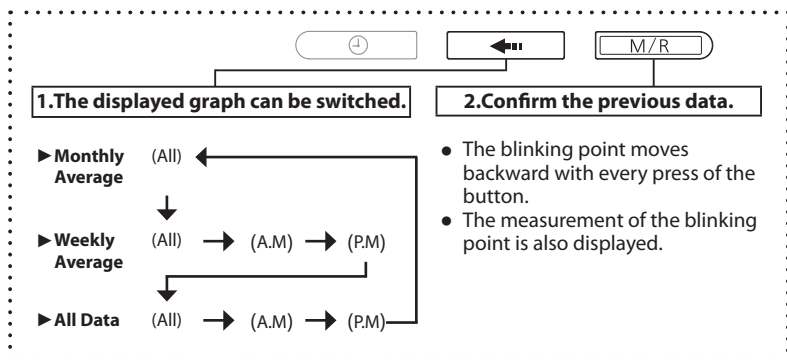 M/R
1.The displayed graph can be switched.
2.Confirm the previous data.
►Monthly Average (All)
►Weekly Average (All) (A.M) (P.M)
►All Data (All) (A.M) (P.M)
● The blinking point moves
backward with every press of the
button.
● The measurement of the blinking
point is also displayed.